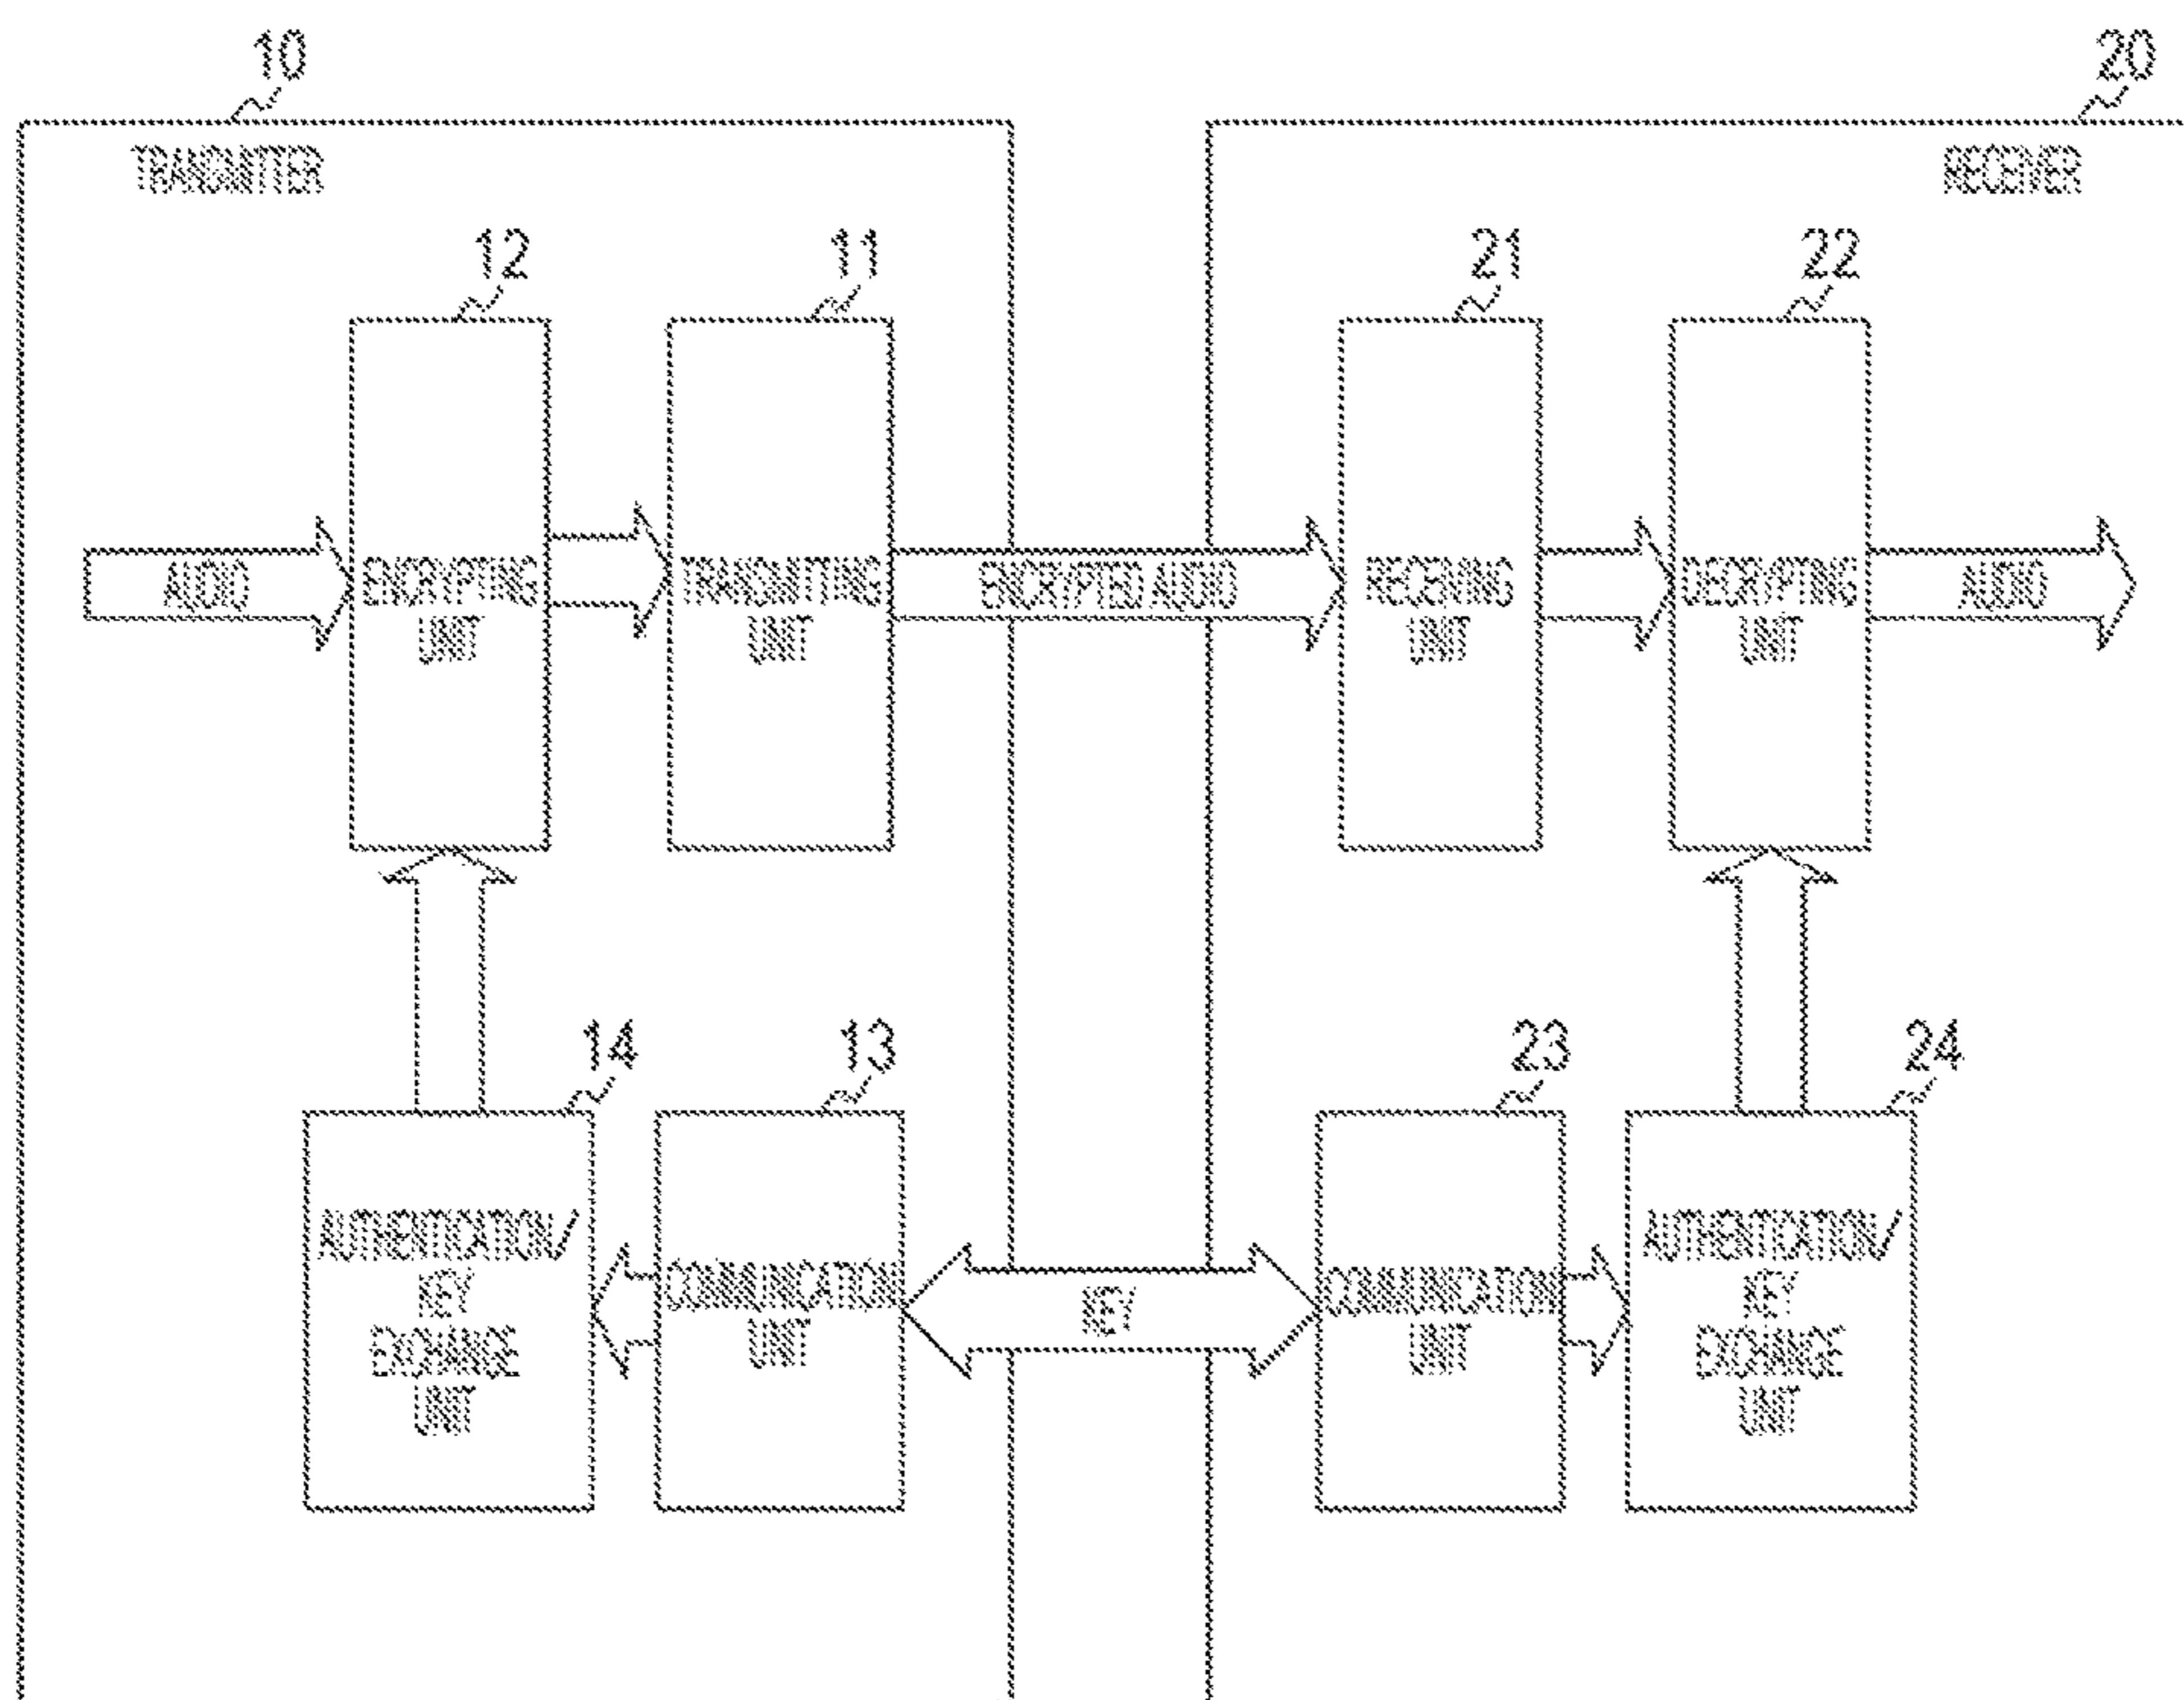 10
20
TRANSMITTER
RECEIVER
12
11
21
22
AUDIO
ENCRYPTING
UNIT
TRANSMITTING
UNIT
ENCRYPTED AUDIO
RECEIVING
UNIT
DECRYPTING
UNIT
AUDIO
14
13
23
24
AUTHENTICATION/
KEY
EXCHANGE
UNIT
COMMUNICATION
UNIT
KEY
COMMUNICATION
UNIT
AUTHENTICATION/
KEY
EXCHANGE
UNIT